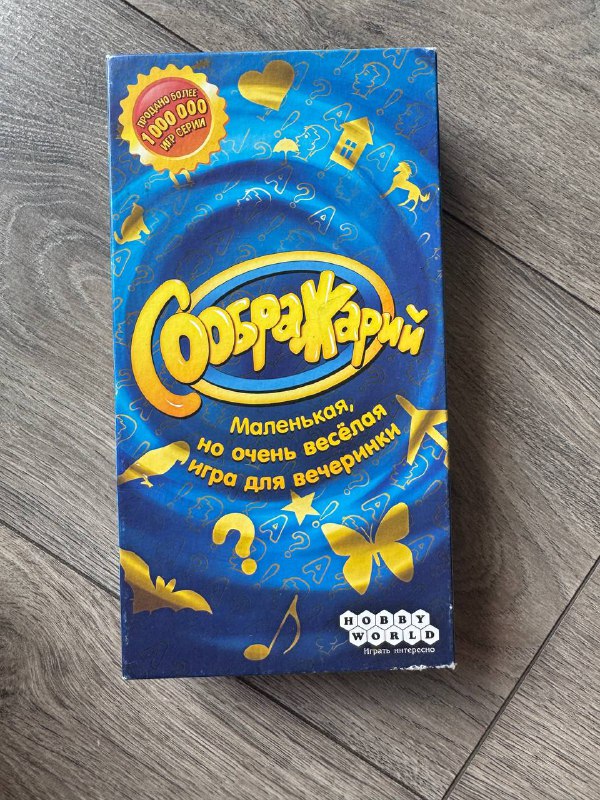 ПРОДАНО БОЛЕЕ
1 000 000
ИГР СЕРИИ
СообраЖарий
Маленькая,
но очень весёлая
игра для вечеринки
HOBBY
WORLD
Играть интересно